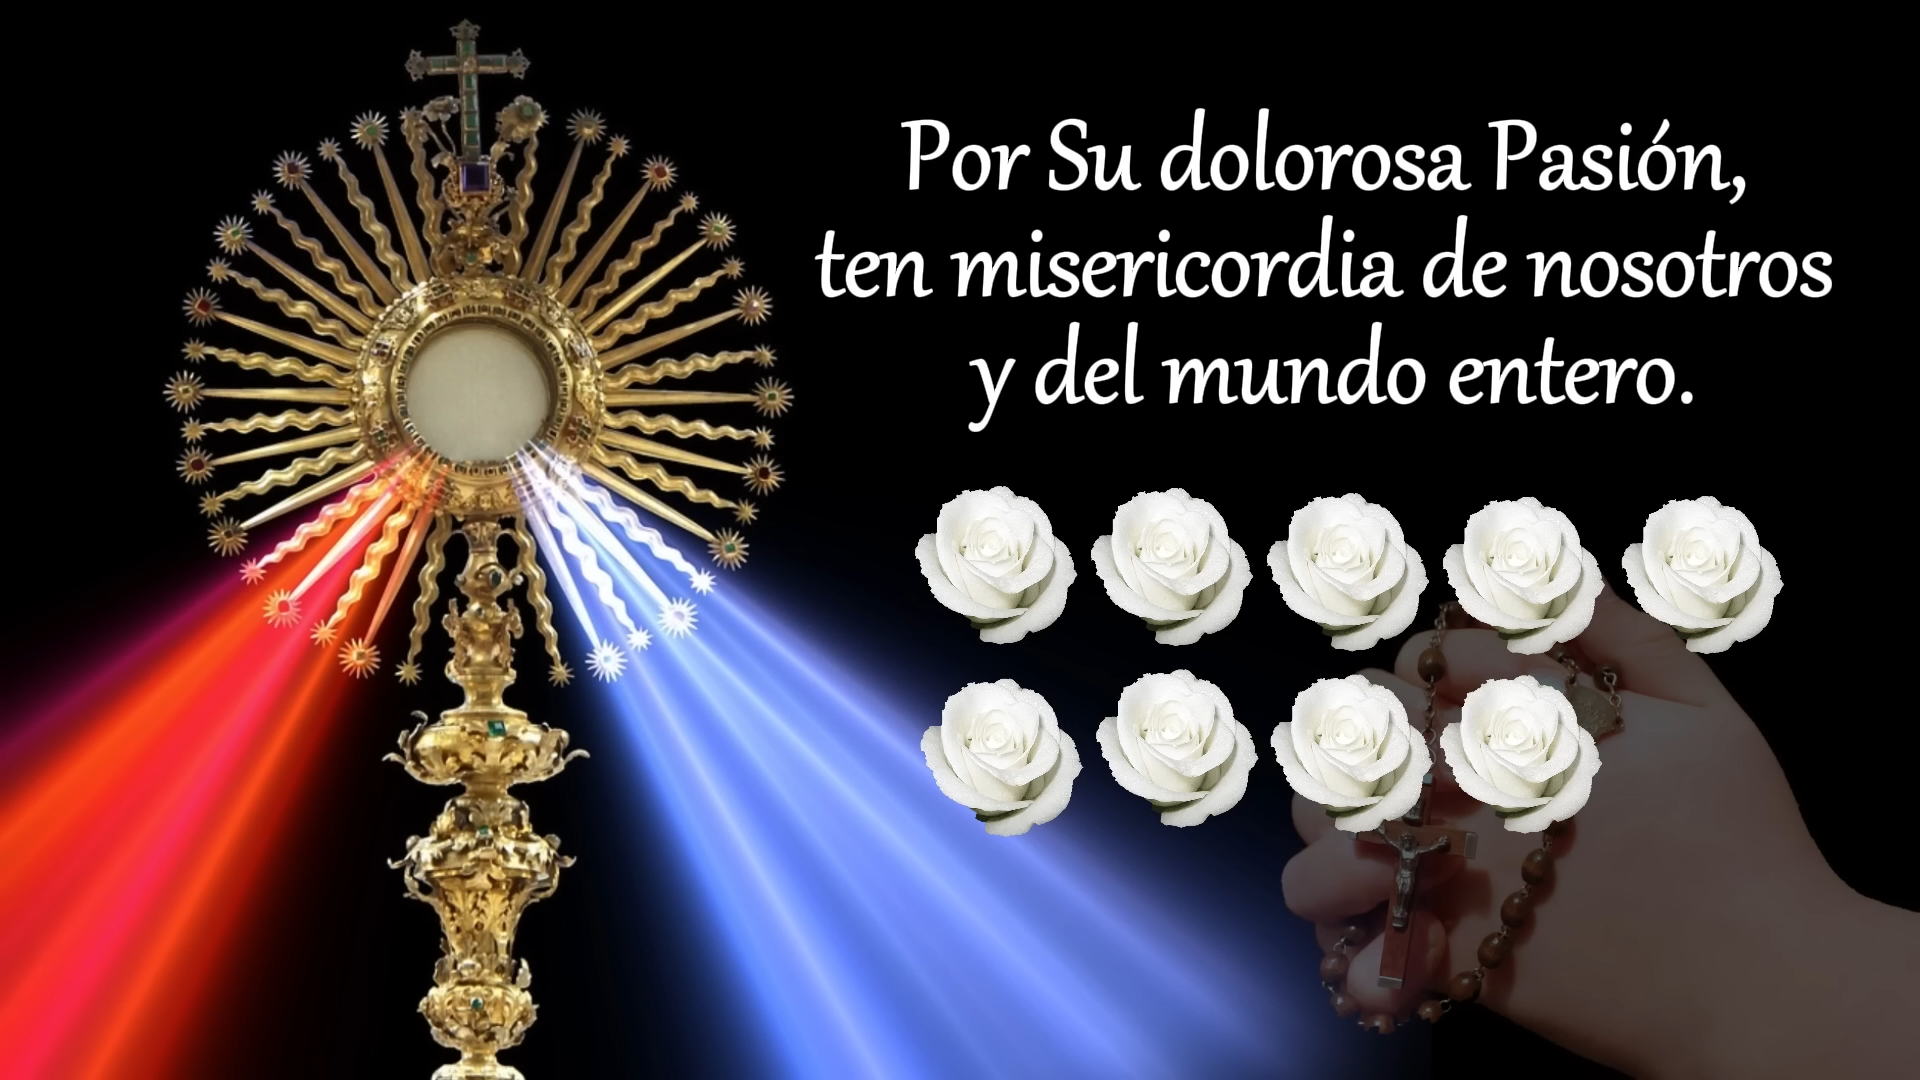 Por Su dolorosa Pasión,
ten misericordia de nosotros
y del mundo entero.